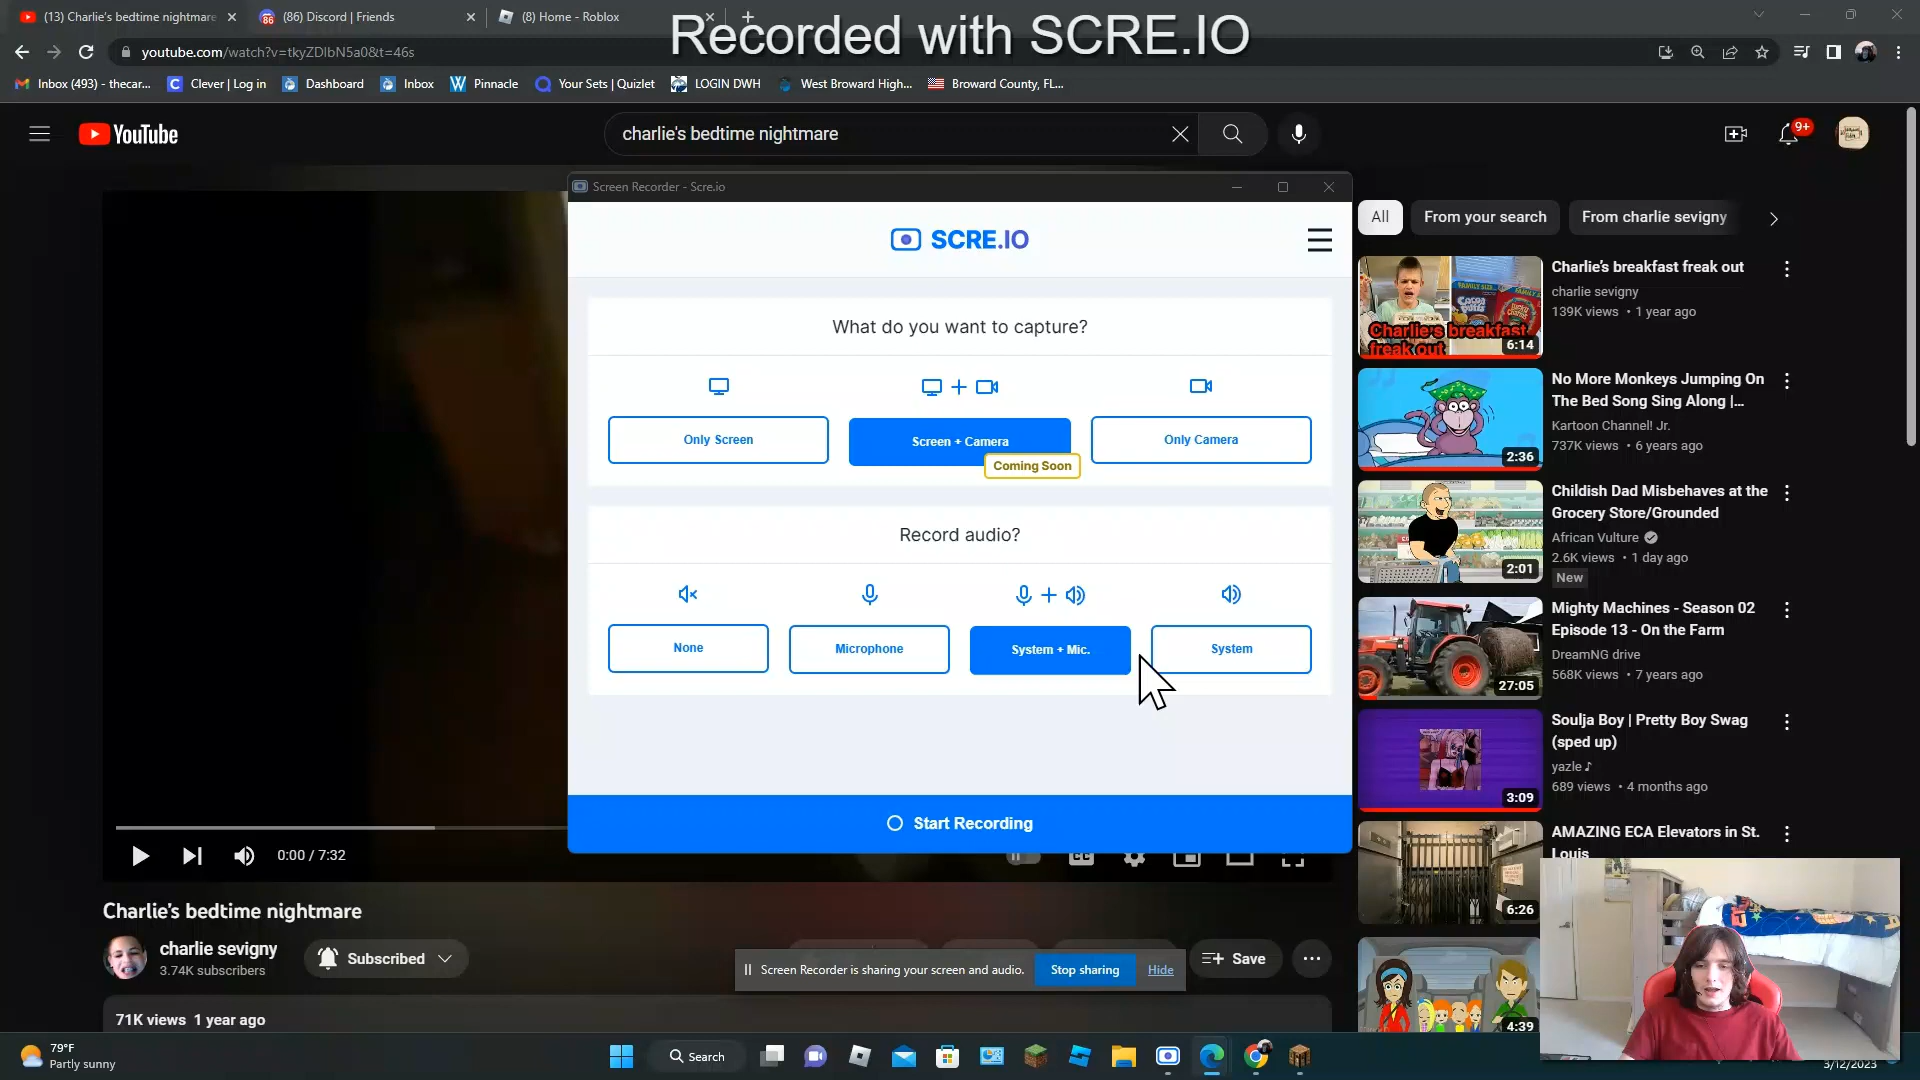 (13) Charlie's bedtime nightmare
(86) Discord | Friends
(8) Home - Roblox
Recorded with SCRE.IO
youtube.com/watch?v=tkyZDlbN5a0&t=46s
Inbox (493) - thecar...
Clever | Log in
Dashboard
Inbox
Pinnacle
Your Sets | Quizlet
LOGIN DWH
West Broward High...
Broward County, FL...
YouTube
charlie's bedtime nightmare
9+
Screen Recorder - Scre.io
SCRE.IO
What do you want to capture?
Only Screen
Screen + Camera
Only Camera
Coming Soon
Record audio?
None
Microphone
System + Mic.
System
Start Recording
All
From your search
From charlie sevigny
Charlie's breakfast
freak out
6:14
Charlie's breakfast freak out
charlie sevigny
139K views • 1 year ago
2:36
No More Monkeys Jumping On
The Bed Song Sing Along |...
Kartoon Channel! Jr.
737K views • 6 years ago
2:01
Childish Dad Misbehaves at the
Grocery Store/Grounded
African Vulture
2.6K views • 1 day ago
New
27:05
Mighty Machines - Season 02
Episode 13 - On the Farm
DreamNG drive
568K views • 7 years ago
3:09
Soulja Boy | Pretty Boy Swag
(sped up)
yazle ♪
689 views • 4 months ago
6:26
AMAZING ECA Elevators in St.
Louis
4:39
0:00 / 7:32
CC
Charlie's bedtime nightmare
charlie sevigny
3.74K subscribers
Subscribed
Screen Recorder is sharing your screen and audio.
Stop sharing
Hide
Save
71K views 1 year ago
79°F
Partly sunny
Search
3/12/2023